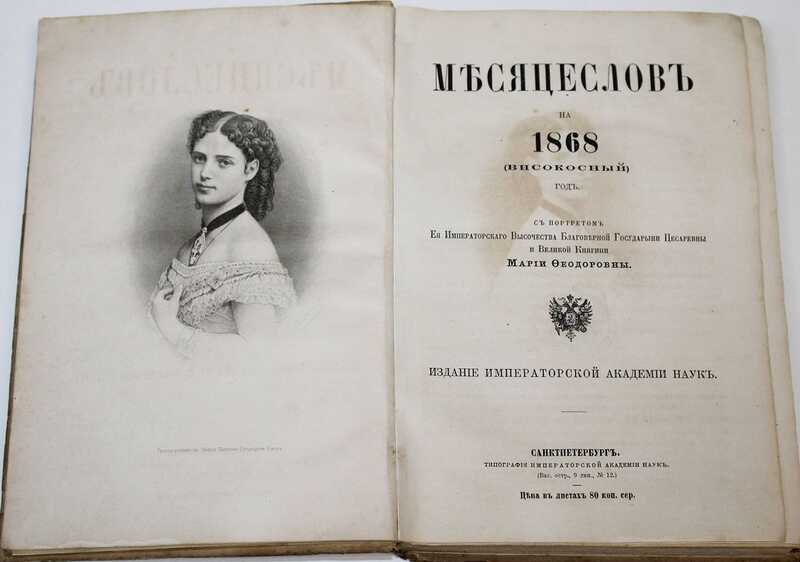 МѢСЯЦЕСЛОВЪ
НА
1868
(ВИСОКОСНЫЙ)
ГОДЪ.
СЪ ПОРТРЕТОМЪ
Ея Императорскаго Высочества Благовѣрной Государыни Цесаревны
и Великой Княгини
Маріи Ѳеодоровны.
ИЗДАНІЕ ИМПЕРАТОРСКОЙ АКАДЕМІИ НАУКЪ.
САНКТПЕТЕРБУРГЪ.
ТИПОГРАФІЯ ИМПЕРАТОРСКОЙ АКАДЕМІИ НАУКЪ.
(Вас. остр., 9 лин., № 12.)
Цѣна въ листахъ 80 коп. сер.